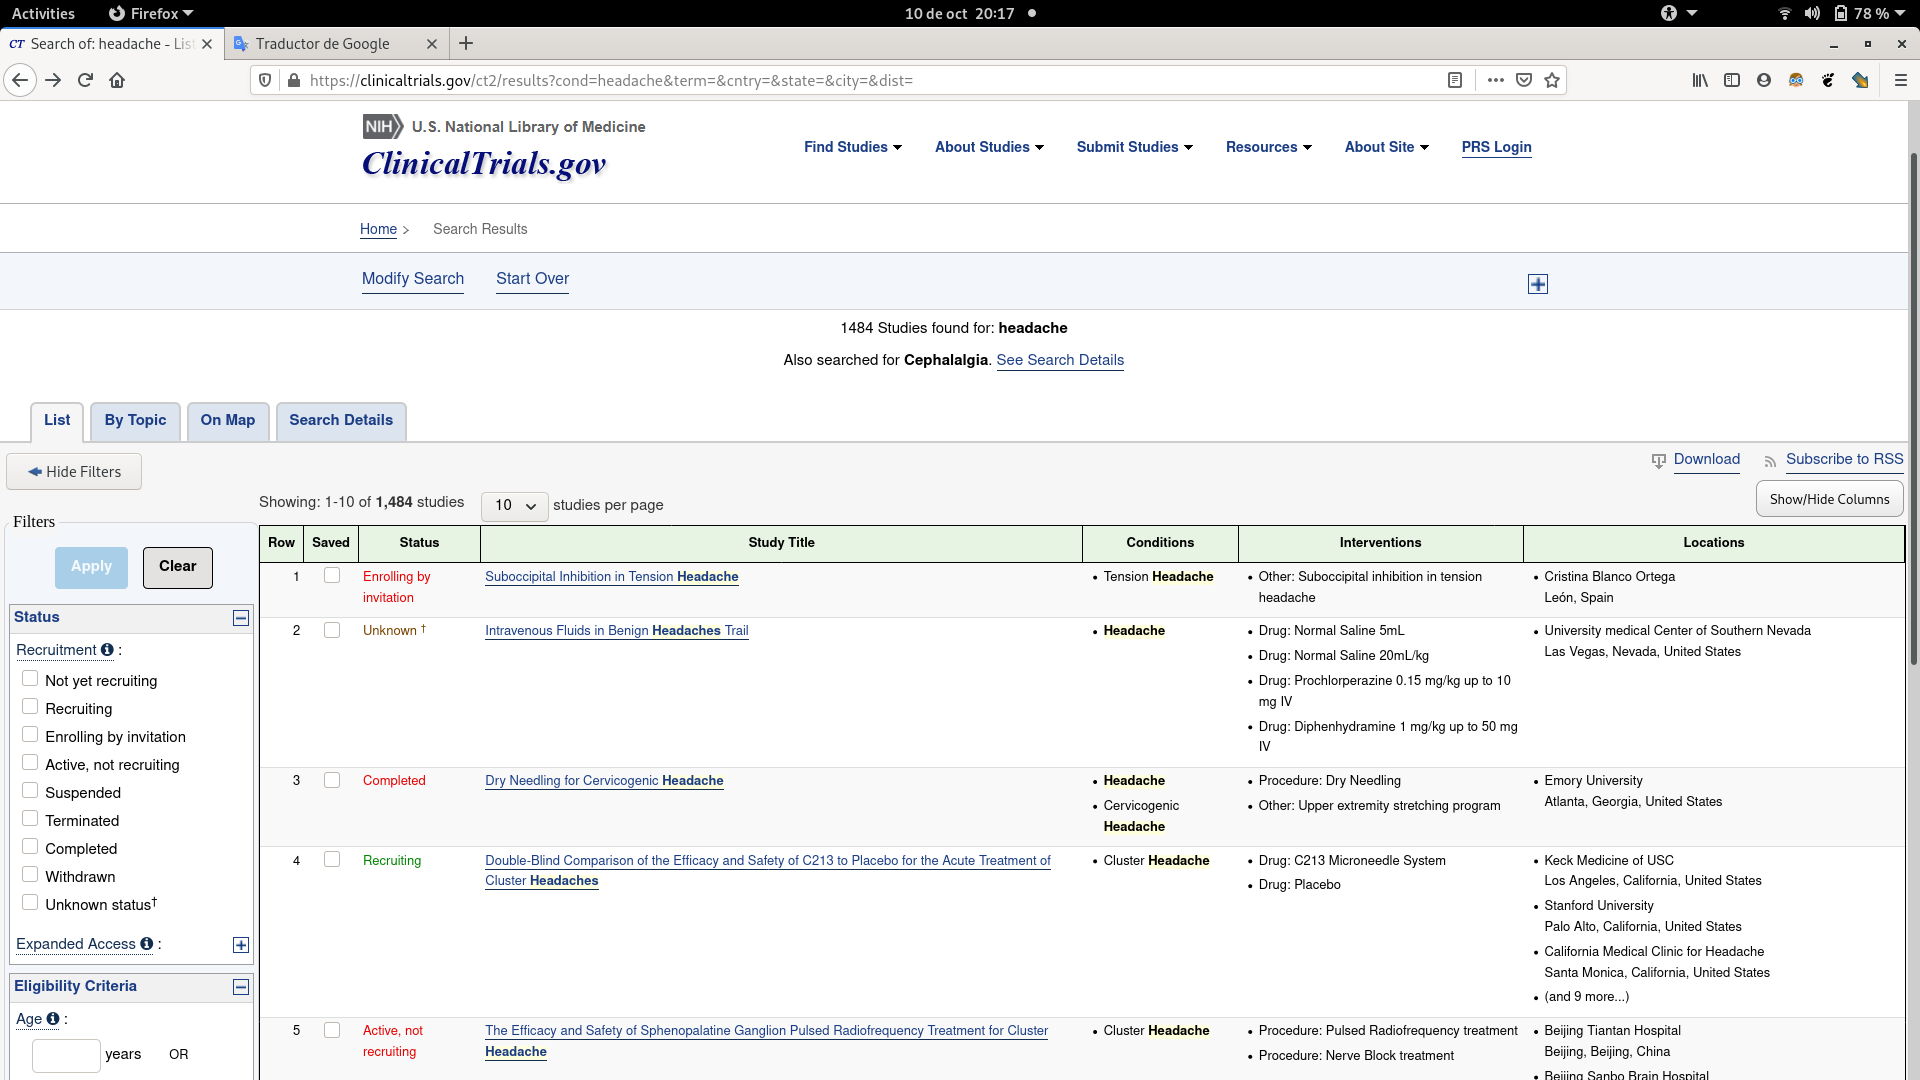 Activities
Firefox
10 de oct 20:17
78 %
CT Search of: headache - Lis
Traductor de Google
https://clinicaltrials.gov/ct2/results?cond=headache&term=&cntry=&state=&city=&dist=
NIH U.S. National Library of Medicine
ClinicalTrials.gov
Find Studies
About Studies
Submit Studies
Resources
About Site
PRS Login
Home >
Search Results
Modify Search
Start Over
1484 Studies found for: headache
Also searched for Cephalalgia. See Search Details
List
By Topic
On Map
Search Details
Hide Filters
Download
Subscribe to RSS
Showing: 1-10 of 1,484 studies
10
studies per page
Show/Hide Columns
Filters
Apply
Clear
Status
Recruitment :
Not yet recruiting
Recruiting
Enrolling by invitation
Active, not recruiting
Suspended
Terminated
Completed
Withdrawn
Unknown status†
Expanded Access :
Eligibility Criteria
Age :
years
OR
Row
Saved
Status
Study Title
Conditions
Interventions
Locations
1
Enrolling by
invitation
Suboccipital Inhibition in Tension Headache
• Tension Headache
• Other: Suboccipital inhibition in tension
headache
• Cristina Blanco Ortega
León, Spain
2
Unknown †
Intravenous Fluids in Benign Headaches Trail
• Headache
• Drug: Normal Saline 5mL
• Drug: Normal Saline 20mL/kg
• Drug: Prochlorperazine 0.15 mg/kg up to 10
mg IV
• Drug: Diphenhydramine 1 mg/kg up to 50 mg
IV
• University medical Center of Southern Nevada
Las Vegas, Nevada, United States
3
Completed
Dry Needling for Cervicogenic Headache
• Headache
• Cervicogenic
Headache
• Procedure: Dry Needling
• Other: Upper extremity stretching program
• Emory University
Atlanta, Georgia, United States
4
Recruiting
Double-Blind Comparison of the Efficacy and Safety of C213 to Placebo for the Acute Treatment of
Cluster Headaches
• Cluster Headache
• Drug: C213 Microneedle System
• Drug: Placebo
• Keck Medicine of USC
Los Angeles, California, United States
• Stanford University
Palo Alto, California, United States
• California Medical Clinic for Headache
Santa Monica, California, United States
• (and 9 more...)
5
Active, not
recruiting
The Efficacy and Safety of Sphenopalatine Ganglion Pulsed Radiofrequency Treatment for Cluster
Headache
• Cluster Headache
• Procedure: Pulsed Radiofrequency treatment
• Procedure: Nerve Block treatment
• Beijing Tiantan Hospital
Beijing, Beijing, China
• Beijing Sanbo Brain Hospital